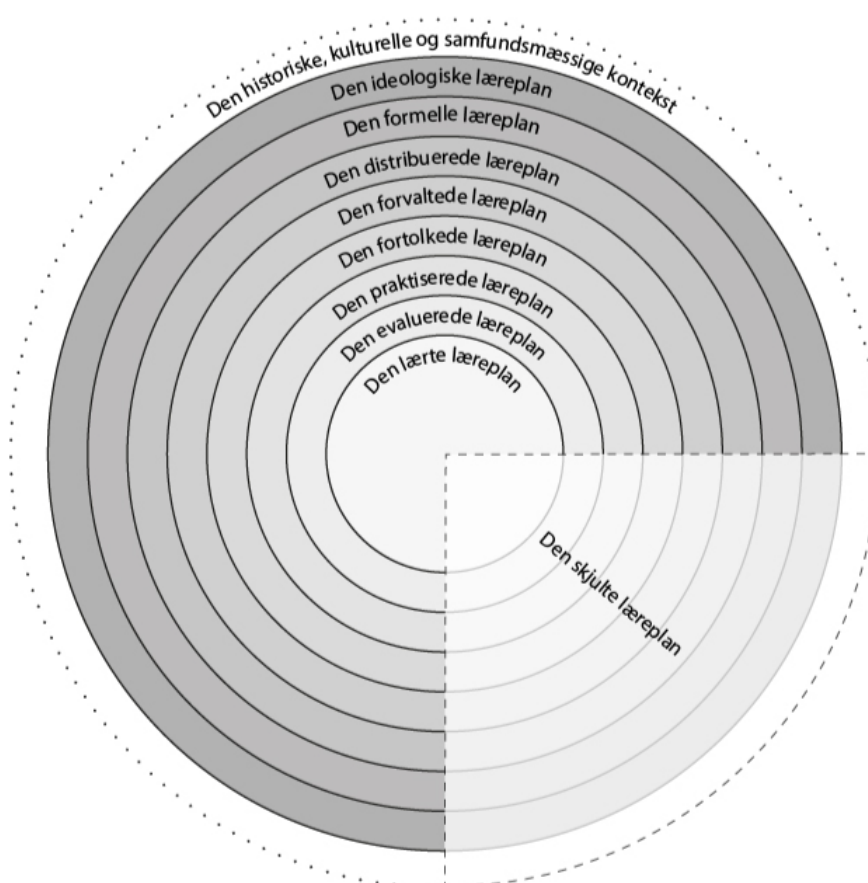 Den historiske, kulturelle og samfundsmæssige kontekst
Den ideologiske læreplan
Den formelle læreplan
Den distribuerede læreplan
Den forvaltede læreplan
Den fortolkede læreplan
Den praktiserede læreplan
Den evaluerede læreplan
Den lærte læreplan
Den skjulte læreplan